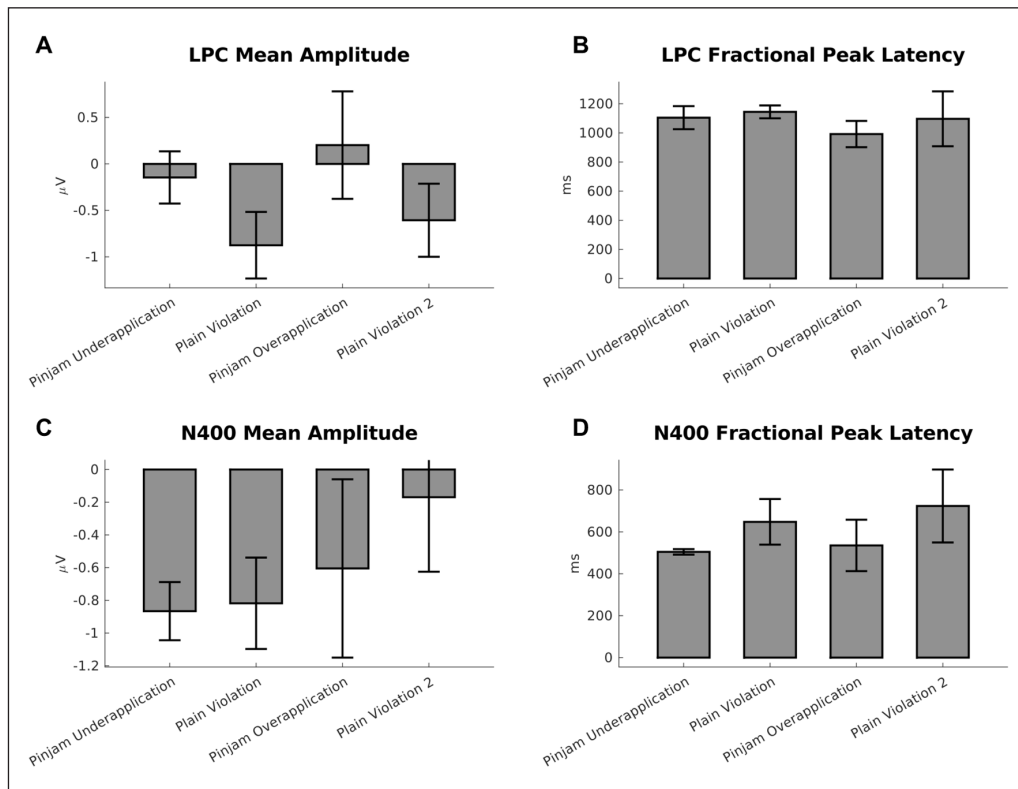 A
LPC Mean Amplitude
0.5
0
-0.5
-1
μV
Pinjam Underapplication
Plain Violation
Pinjam Overapplication
Plain Violation 2
B
LPC Fractional Peak Latency
1200
1000
800
600
400
200
0
ms
Pinjam Underapplication
Plain Violation
Pinjam Overapplication
Plain Violation 2
C
N400 Mean Amplitude
0
-0.2
-0.4
-0.6
-0.8
-1
-1.2
μV
Pinjam Underapplication
Plain Violation
Pinjam Overapplication
Plain Violation 2
D
N400 Fractional Peak Latency
800
600
400
200
0
ms
Pinjam Underapplication
Plain Violation
Pinjam Overapplication
Plain Violation 2